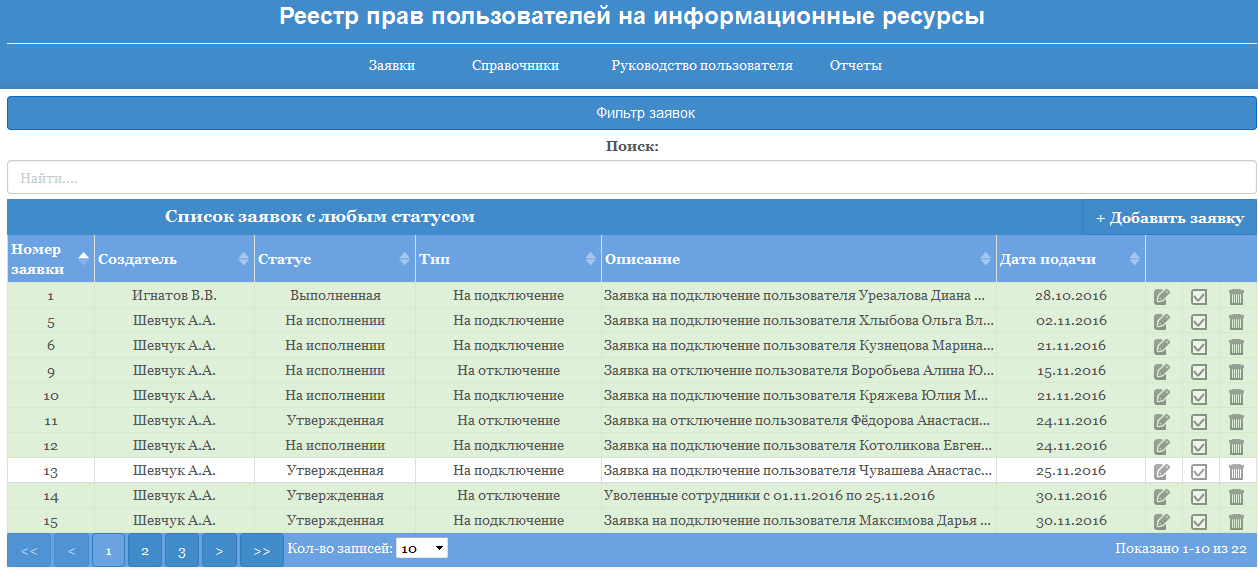 Реестр прав пользователей на информационные ресурсы
Заявки Справочники Руководство пользователя Отчеты
Фильтр заявок
Поиск:
Найти....
Список заявок с любым статусом + Добавить заявку
Номер заявки Создатель Статус Тип Описание Дата подачи
1 Игнатов В.В. Выполненная На подключение Заявка на подключение пользователя Урезалова Диана ... 28.10.2016
5 Шевчук А.А. На исполнении На подключение Заявка на подключение пользователя Хлыбова Ольга Вл... 02.11.2016
6 Шевчук А.А. На исполнении На подключение Заявка на подключение пользователя Кузнецова Марина... 21.11.2016
9 Шевчук А.А. На исполнении На отключение Заявка на отключение пользователя Воробьева Алина Ю... 15.11.2016
10 Шевчук А.А. На исполнении На подключение Заявка на подключение пользователя Кряжева Юлия М... 21.11.2016
11 Шевчук А.А. Утвержденная На отключение Заявка на отключение пользователя Фёдорова Анастаси... 24.11.2016
12 Шевчук А.А. На исполнении На подключение Заявка на подключение пользователя Котоликова Евген... 24.11.2016
13 Шевчук А.А. Утвержденная На подключение Заявка на подключение пользователя Чувашева Анастас... 25.11.2016
14 Шевчук А.А. Утвержденная На отключение Уволенные сотрудники с 01.11.2016 по 25.11.2016 30.11.2016
15 Шевчук А.А. Утвержденная На подключение Заявка на подключение пользователя Максимова Дарья ... 30.11.2016
<< < 1 2 3 > >> Кол-во записей: 10 Показано 1-10 из 22